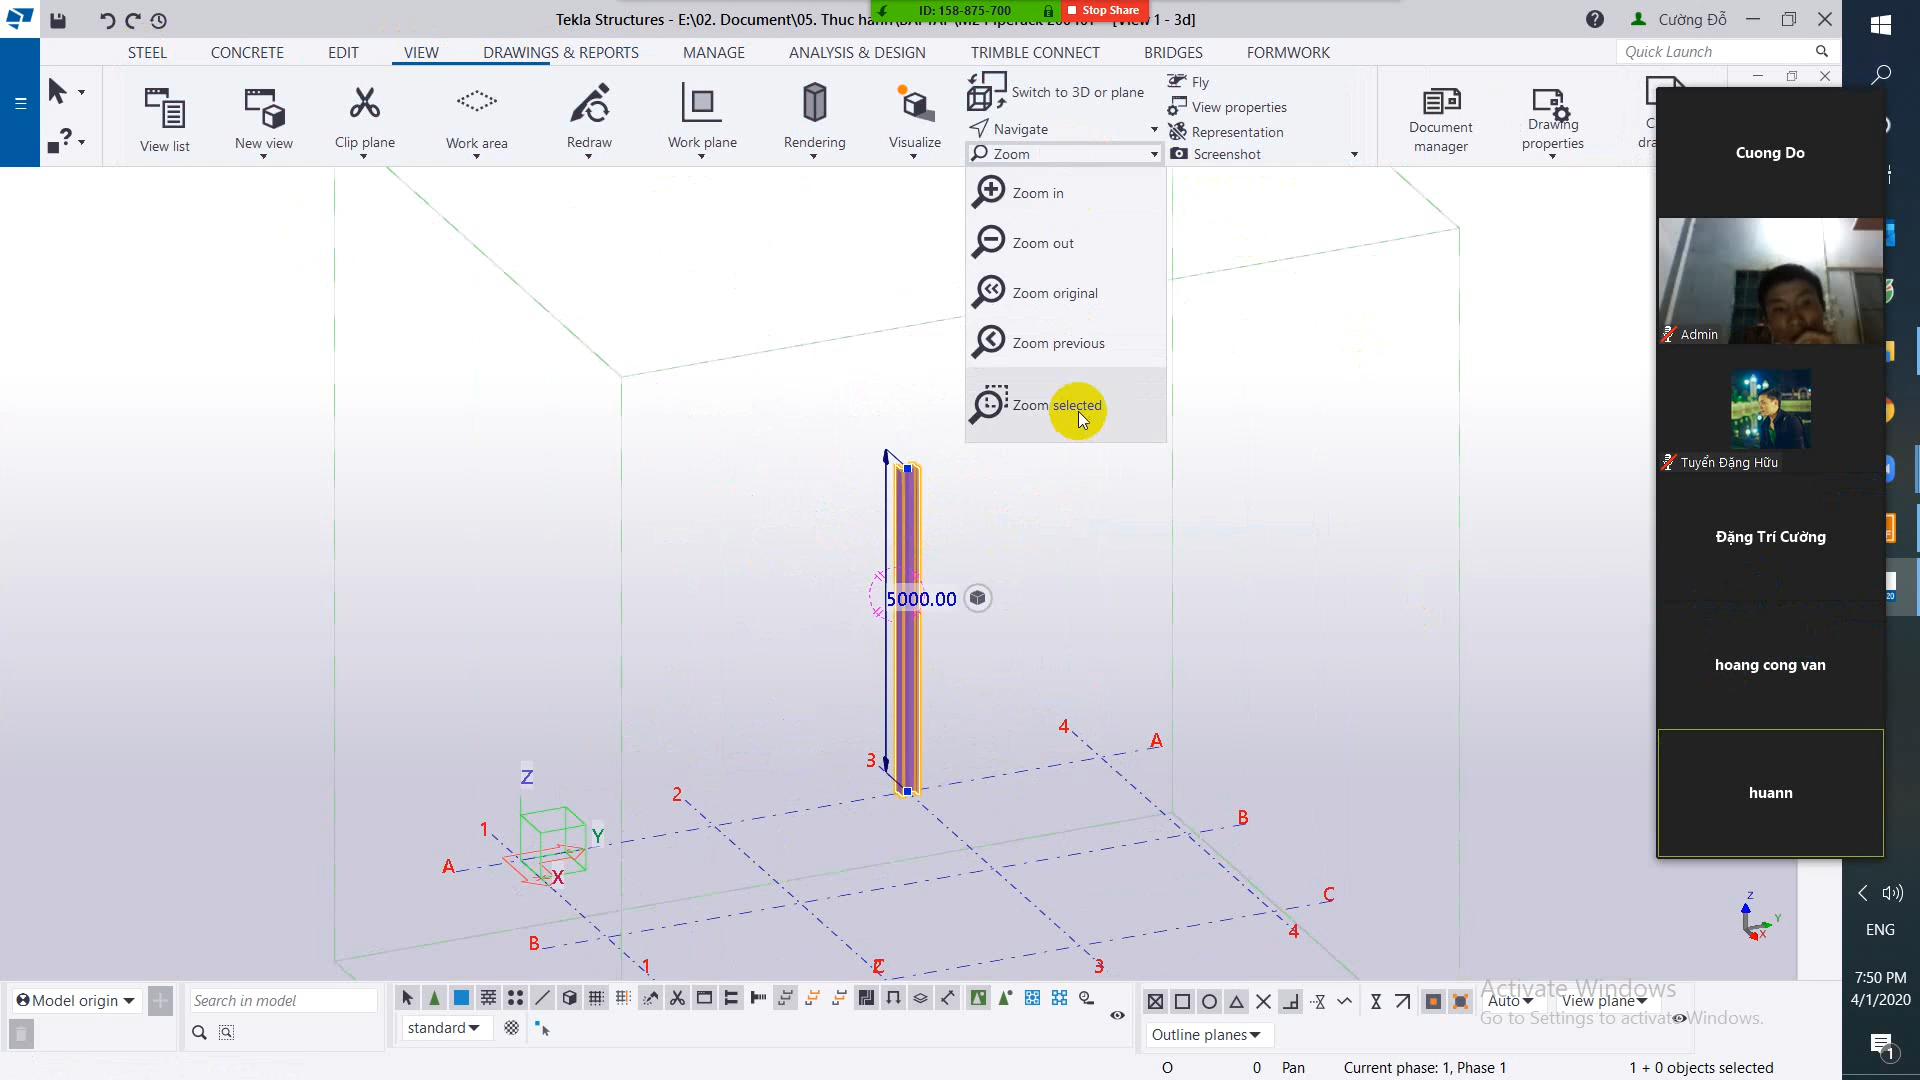 ID: 158-875-700
Stop Share
Tekla Structures - E:\02. Document\05. Thuc
[View 1 - 3d]
Cường Đỗ
STEEL
CONCRETE
EDIT
VIEW
DRAWINGS & REPORTS
MANAGE
ANALYSIS & DESIGN
TRIMBLE CONNECT
BRIDGES
FORMWORK
Quick Launch
View list
New view
Clip plane
Work area
Redraw
Work plane
Rendering
Visualize
Switch to 3D or plane
Navigate
Zoom
Fly
View properties
Representation
Screenshot
Document
manager
Drawing
properties
Zoom in
Zoom out
Zoom original
Zoom previous
Zoom selected
Cuong Do
Admin
Tuyển Đặng Hữu
Đặng Trí Cường
hoang cong van
huann
5000.00
4
A
3
2
1
Z
Y
X
A
B
C
B
4
1
3
Z
Y
X
ENG
7:50 PM
4/1/2020
1
Model origin
Search in model
standard
Auto
View plane
Outline planes
Activate Windows
Go to Settings to activate Windows.
O
0
Pan
Current phase: 1, Phase 1
1 + 0 objects selected